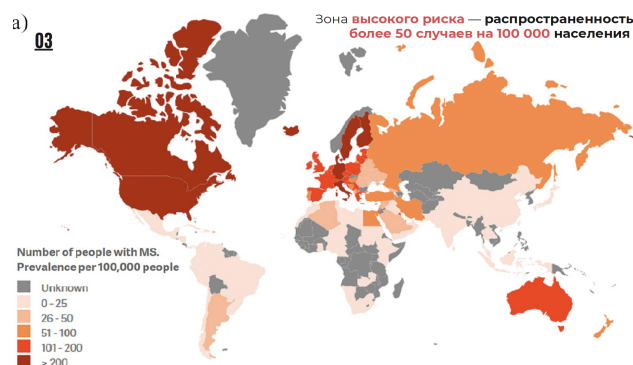 a)
03
Зона высокого риска — распространенность
более 50 случаев на 100 000 населения
Number of people with MS.
Prevalence per 100,000 people
Unknown
0 - 25
26 - 50
51 - 100
101 - 200
> 200